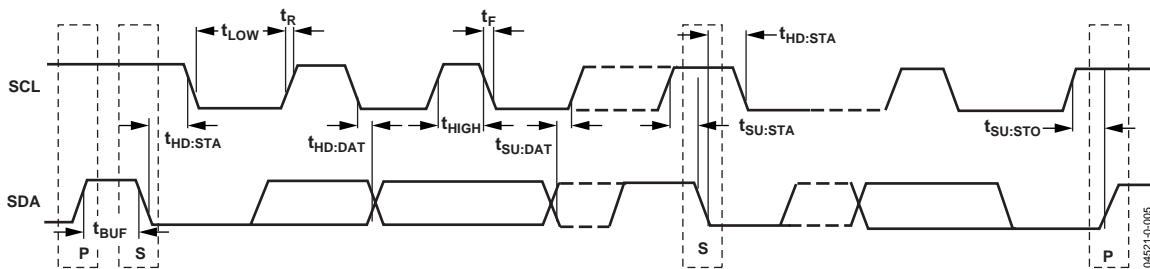 tR
tF
tLOW
tHD:STA
SCL
tHD:STA
tHD:DAT
tHIGH
tSU:DAT
tSU:STA
tSU:STO
SDA
tBUF
P
S
S
P
04521-0-005